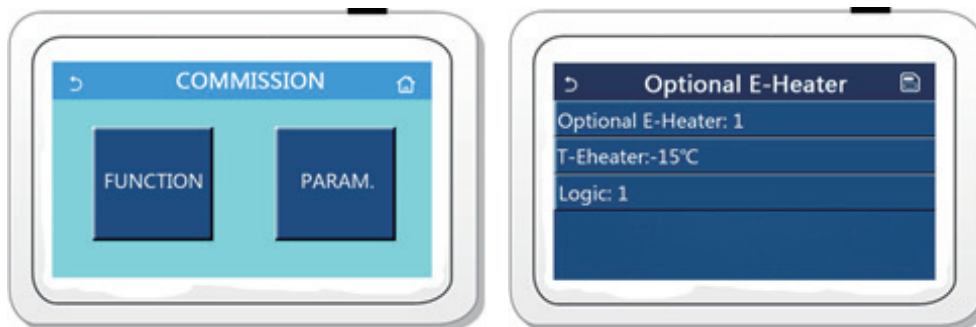 COMMISSION
FUNCTION
PARAM.
Optional E-Heater
Optional E-Heater: 1
T-Eheater:-15℃
Logic: 1